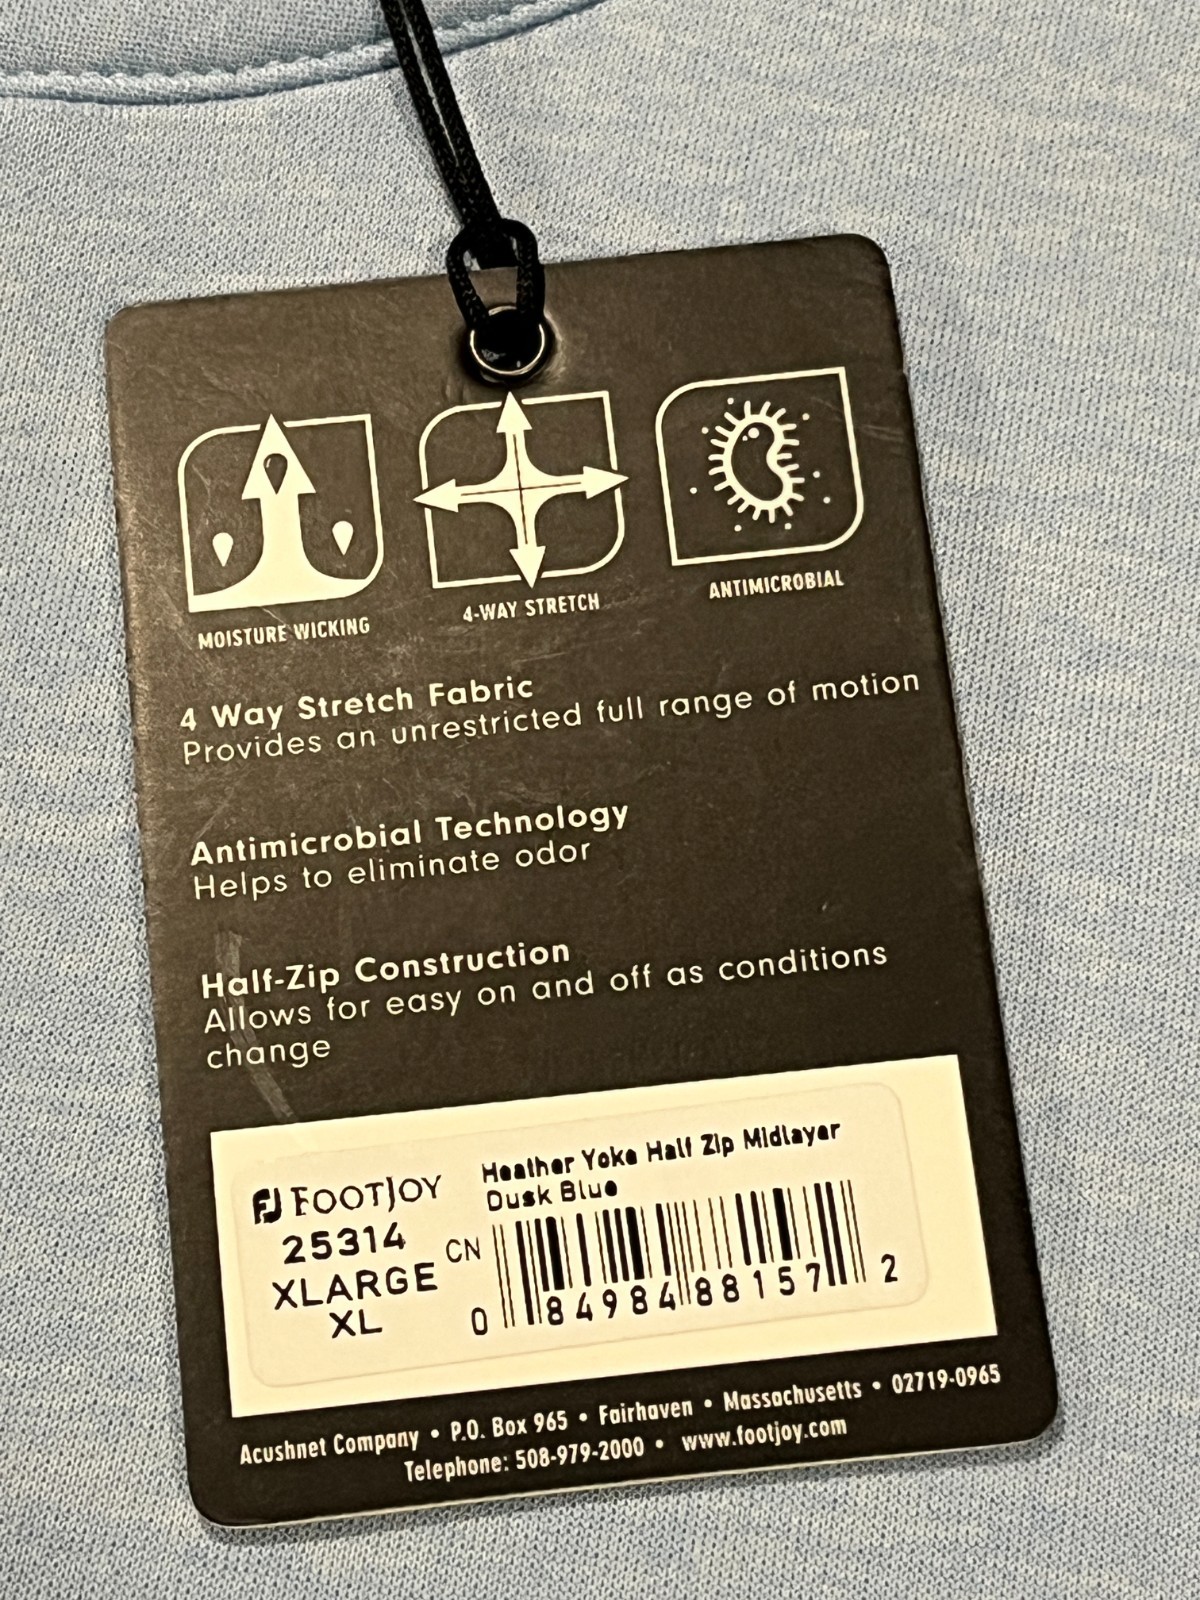 MOISTURE WICKING
4-WAY STRETCH
ANTIMICROBIAL
4 Way Stretch Fabric
Provides an unrestricted full range of motion
Antimicrobial Technology
Helps to eliminate odor
Half-Zip Construction
Allows for easy on and off as conditions
change
FJ FOOTJOY
25314
XLARGE
XL
CN
Heather Yoke Half Zip Midlayer
Dusk Blue
0 84984 88157 2
Acushnet Company • P.O. Box 965 • Fairhaven • Massachusetts • 02719-0965
Telephone: 508-979-2000 • www.footjoy.com